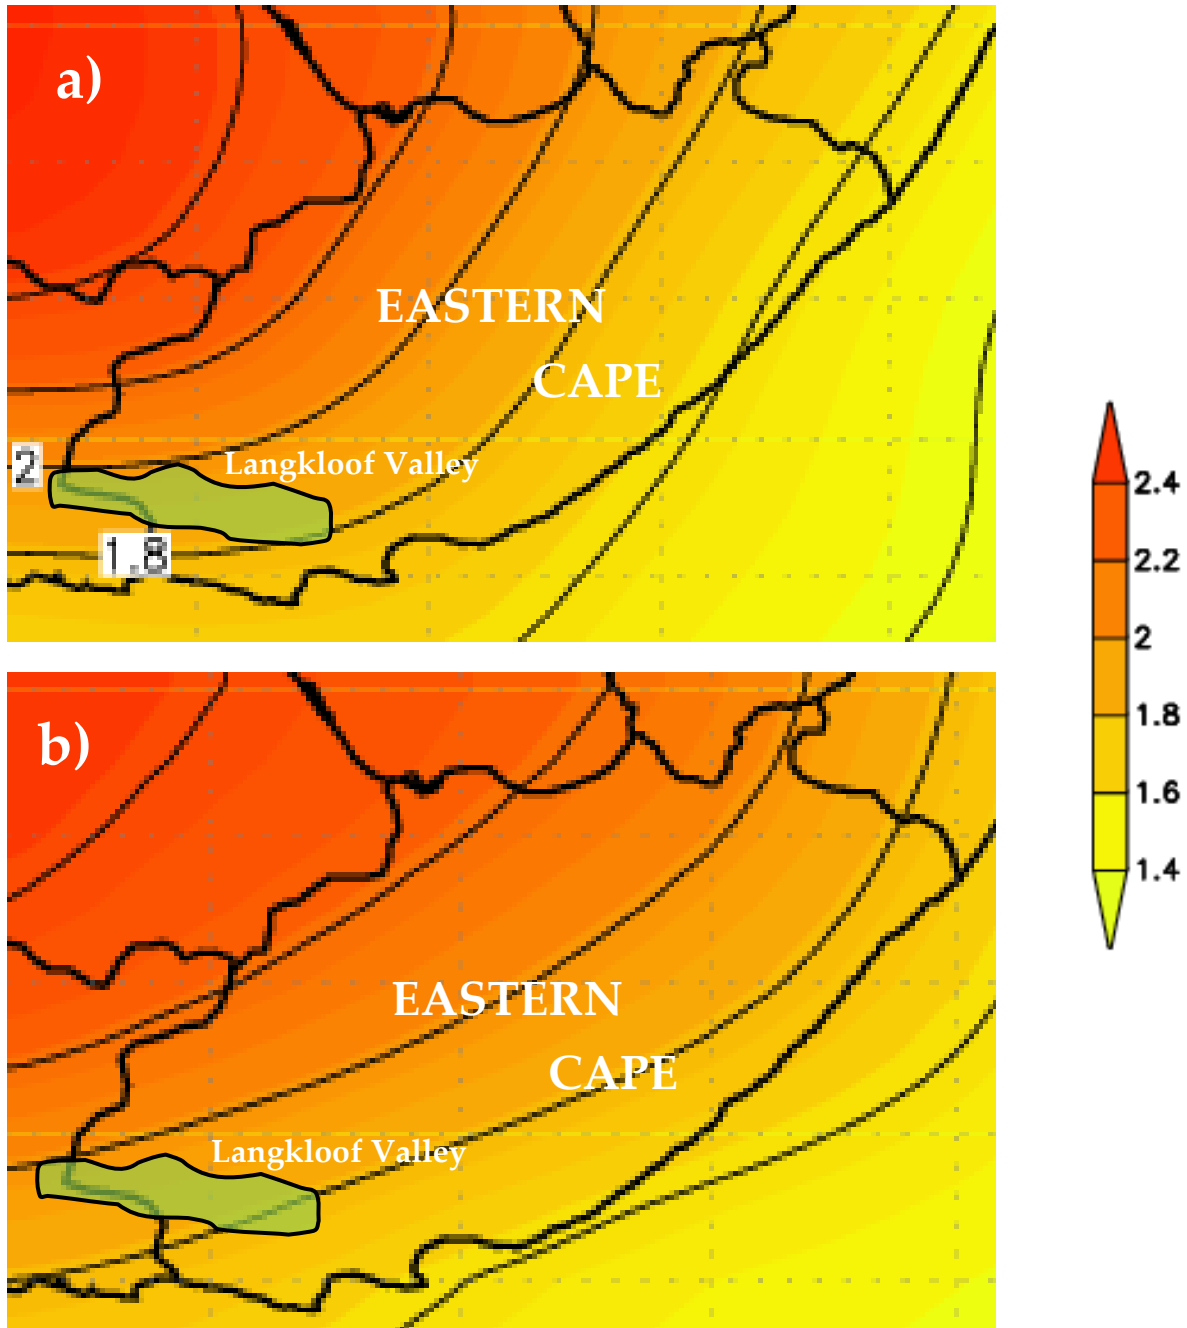 a)
EASTERN
CAPE
2
Langkloof Valley
1.8
2.4
2.2
2
1.8
1.6
1.4
b)
EASTERN
CAPE
Langkloof Valley